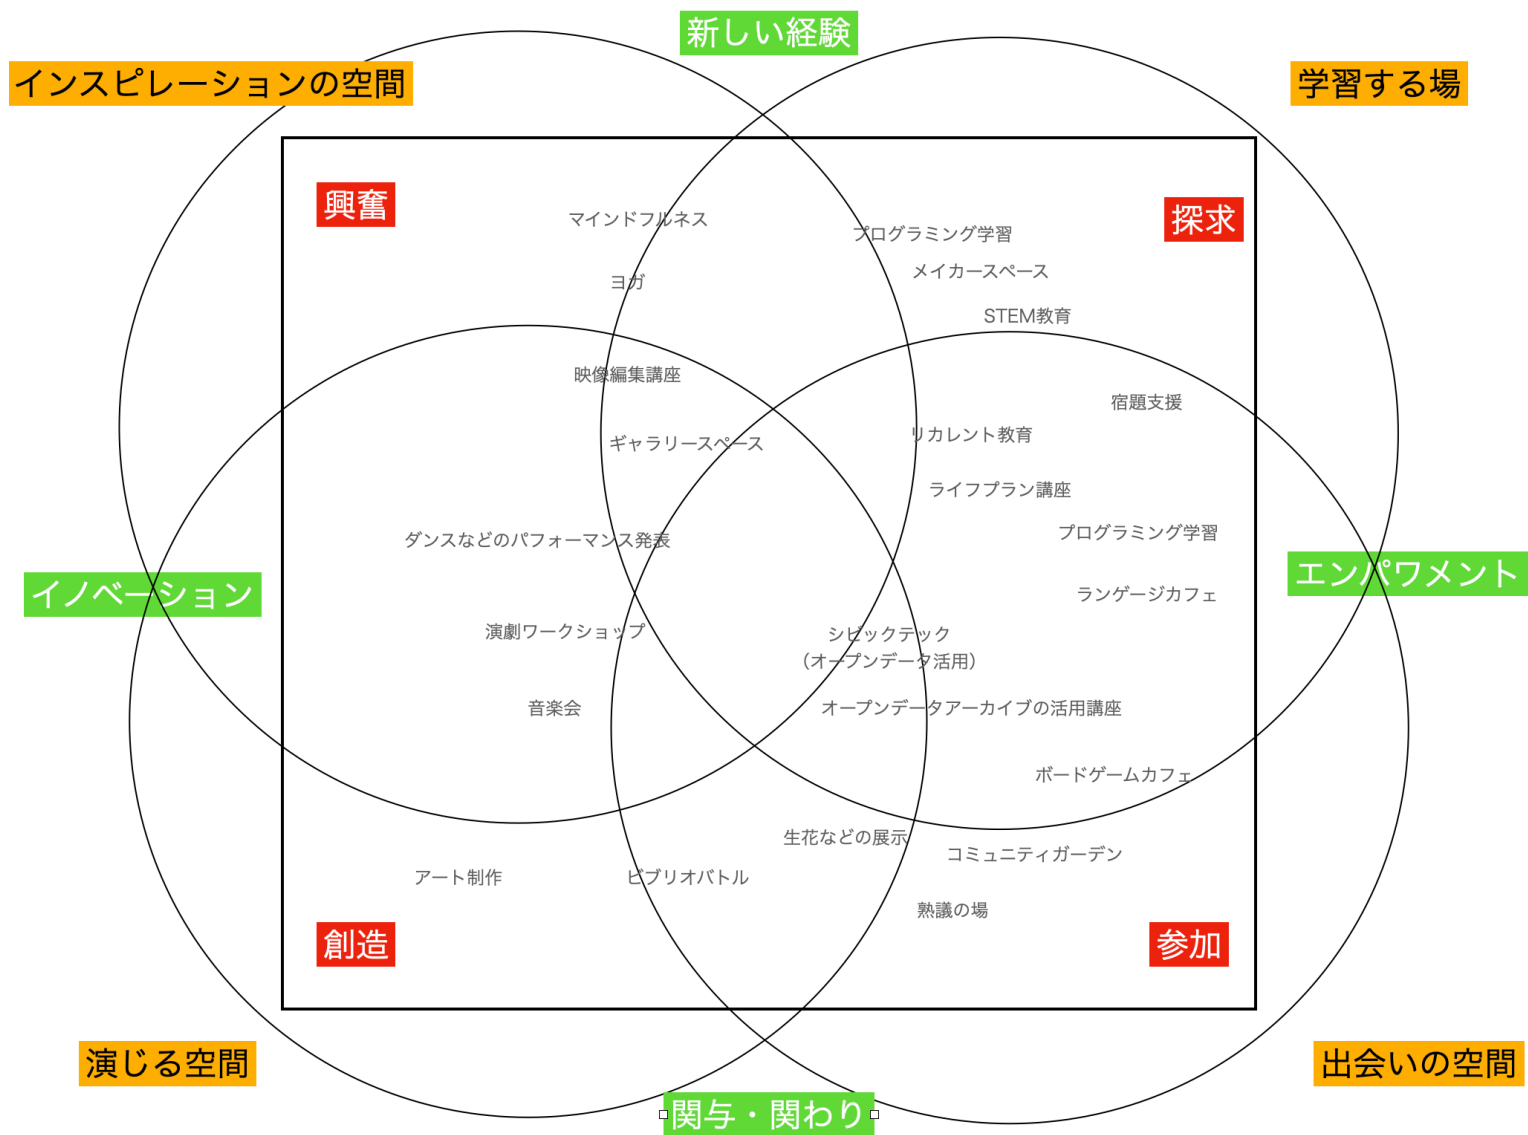 新しい経験
インスピレーションの空間
学習する場
興奮
探求
マインドフルネス
プログラミング学習
メイカースペース
ヨガ
STEM教育
映像編集講座
宿題支援
ギャラリースペース
リカレント教育
ライフプラン講座
ダンスなどのパフォーマンス発表
プログラミング学習
イノベーション
エンパワメント
ランゲージカフェ
演劇ワークショップ
シビックテック
（オープンデータ活用）
音楽会
オープンデータアーカイブの活用講座
ボードゲームカフェ
生花などの展示
コミュニティガーデン
アート制作
ビブリオバトル
熟議の場
創造
参加
演じる空間
出会いの空間
関与・関わり